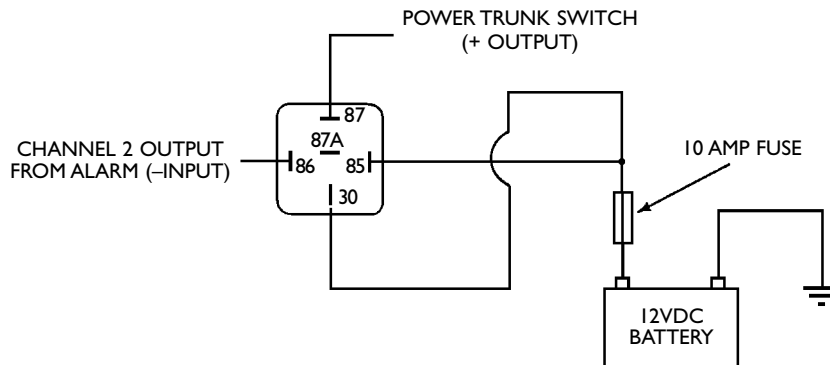 POWER TRUNK SWITCH
(+ OUTPUT)
87
87A
CHANNEL 2 OUTPUT
FROM ALARM (–INPUT)
86
85
30
10 AMP FUSE
12VDC
BATTERY